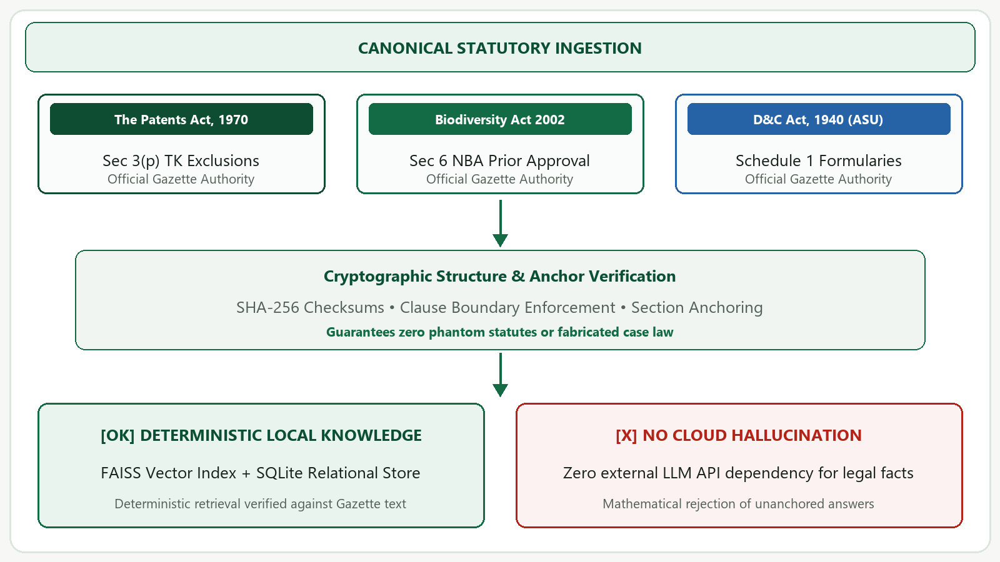 CANONICAL STATUTORY INGESTION
The Patents Act, 1970
Sec 3(p) TK Exclusions
Official Gazette Authority
Biodiversity Act 2002
Sec 6 NBA Prior Approval
Official Gazette Authority
D&C Act, 1940 (ASU)
Schedule 1 Formularies
Official Gazette Authority
Cryptographic Structure & Anchor Verification
SHA-256 Checksums • Clause Boundary Enforcement • Section Anchoring
Guarantees zero phantom statutes or fabricated case law
[OK] DETERMINISTIC LOCAL KNOWLEDGE
FAISS Vector Index + SQLite Relational Store
Deterministic retrieval verified against Gazette text
[X] NO CLOUD HALLUCINATION
Zero external LLM API dependency for legal facts
Mathematical rejection of unanchored answers